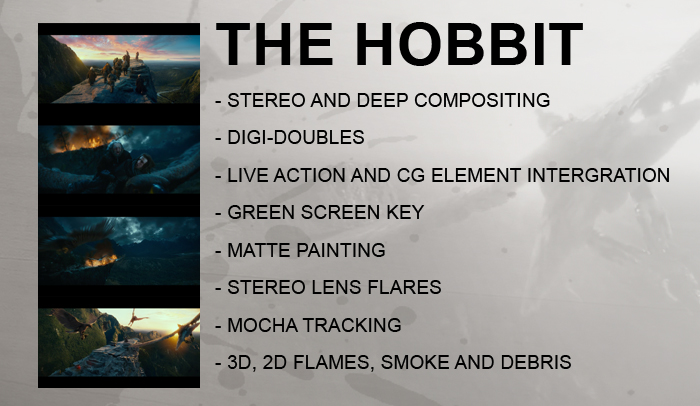 THE HOBBIT
- STEREO AND DEEP COMPOSITING
- DIGI-DOUBLES
- LIVE ACTION AND CG ELEMENT INTERGRATION
- GREEN SCREEN KEY
- MATTE PAINTING
- STEREO LENS FLARES
- MOCHA TRACKING
- 3D, 2D FLAMES, SMOKE AND DEBRIS